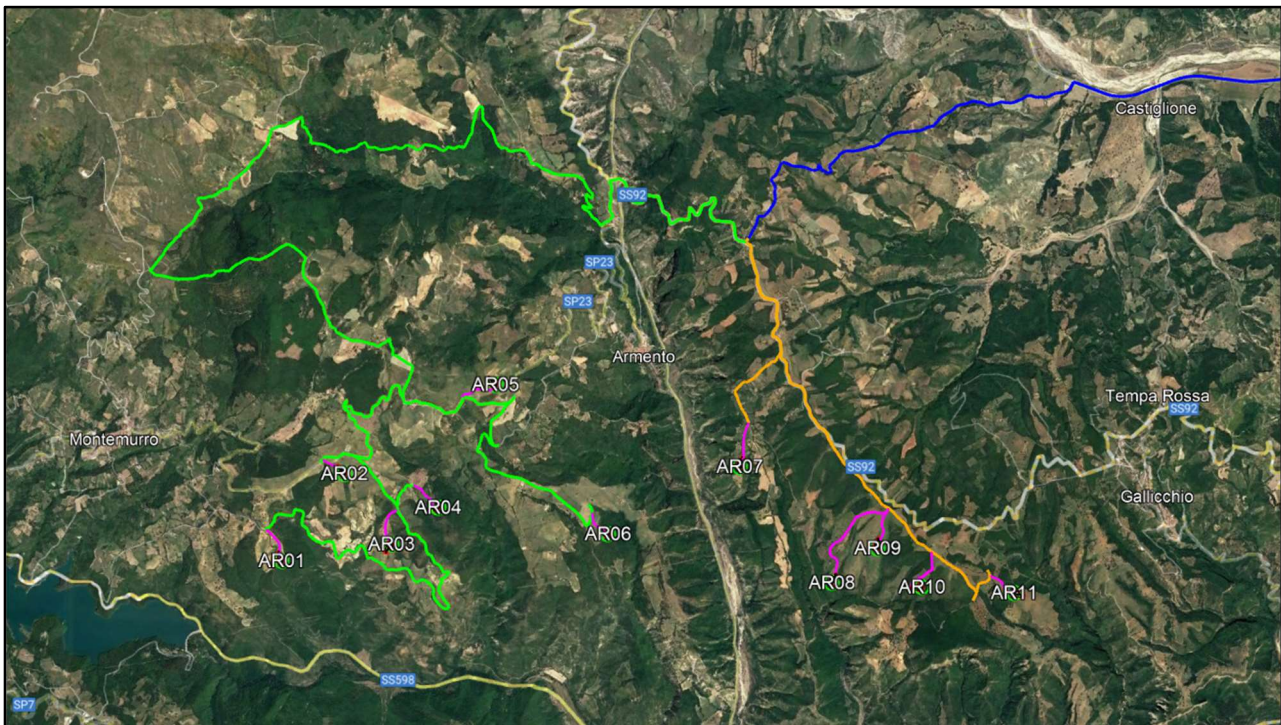 Castiglione
SS92
SP23
SP23
Armento
AR05
Tempa Rossa
SS92
Montemurro
AR02
AR07
SS92
AR04
Gallicchio
AR06
AR03
AR09
AR01
AR08
AR10
AR11
SS598
SP7